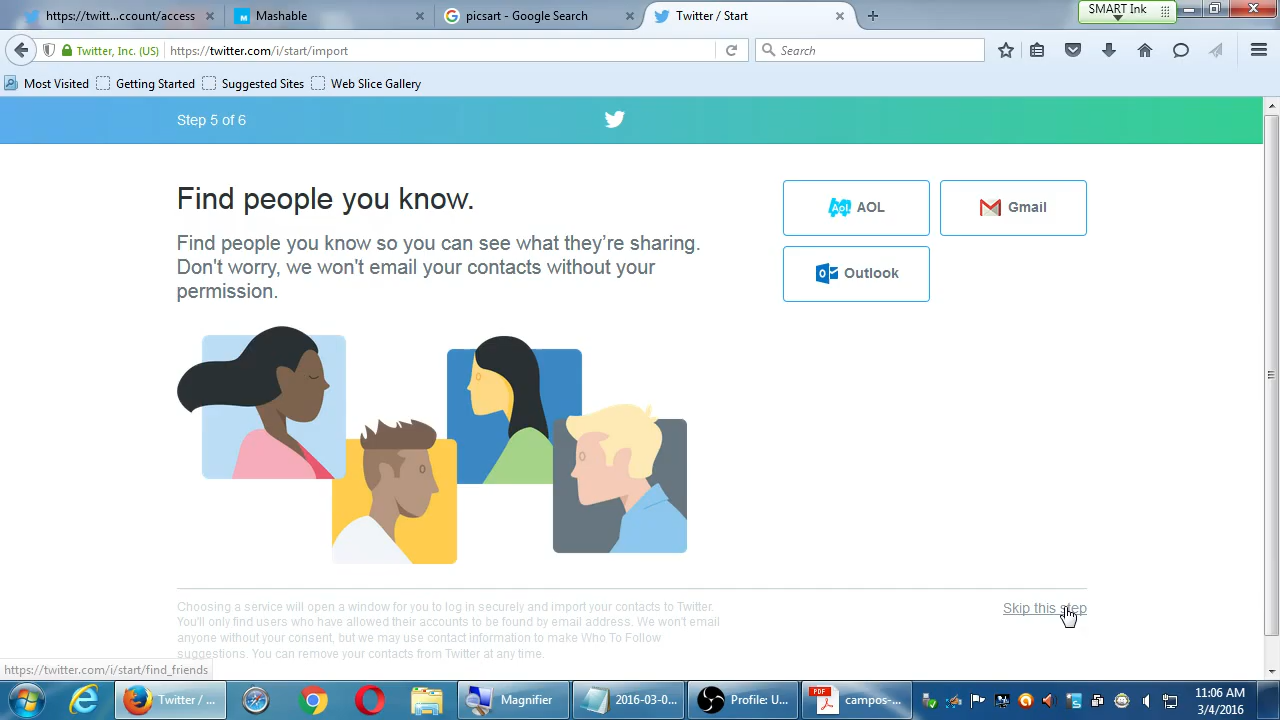 https://twitt...ccount/access
Mashable
picsart - Google Search
Twitter / Start
SMART Ink
Twitter, Inc. (US)
https://twitter.com/i/start/import
Search
Most Visited
Getting Started
Suggested Sites
Web Slice Gallery
Step 5 of 6
Find people you know.
Find people you know so you can see what they're sharing.
Don't worry, we won't email your contacts without your
permission.
AOL
Gmail
Outlook
Choosing a service will open a window for you to log in securely and import your contacts to Twitter.
You'll only find users who have allowed their accounts to be found by email address. We won't email
anyone without your consent, but we may use contact information to make Who To Follow
suggestions. You can remove your contacts from Twitter at any time.
Skip this step
https://twitter.com/i/start/find_friends
Twitter / ...
Magnifier
2016-03-0...
Profile: U...
campos-...
11:06 AM
3/4/2016